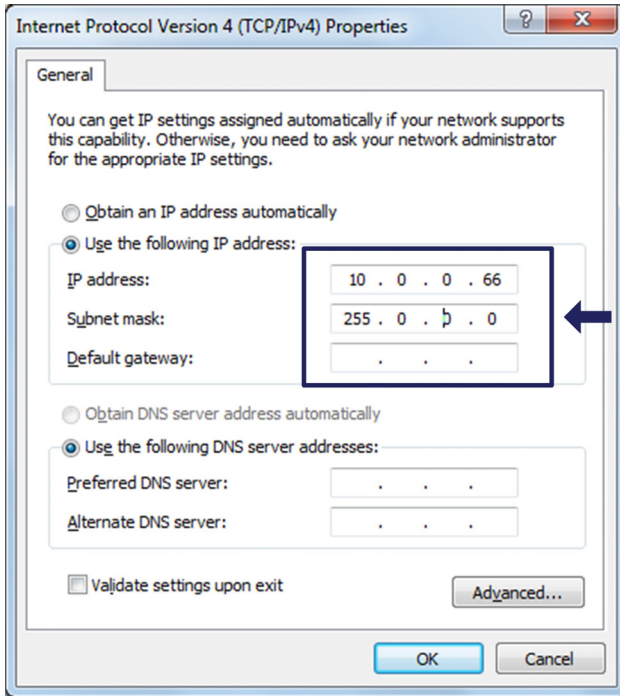 Internet Protocol Version 4 (TCP/IPv4) Properties
General
You can get IP settings assigned automatically if your network supports
this capability. Otherwise, you need to ask your network administrator
for the appropriate IP settings.
Obtain an IP address automatically
Use the following IP address:
IP address: 10 . 0 . 0 . 66
Subnet mask: 255 . 0 . 0 . 0
Default gateway: . . .
Obtain DNS server address automatically
Use the following DNS server addresses:
Preferred DNS server: . . .
Alternate DNS server: . . .
Validate settings upon exit
Advanced...
OK Cancel